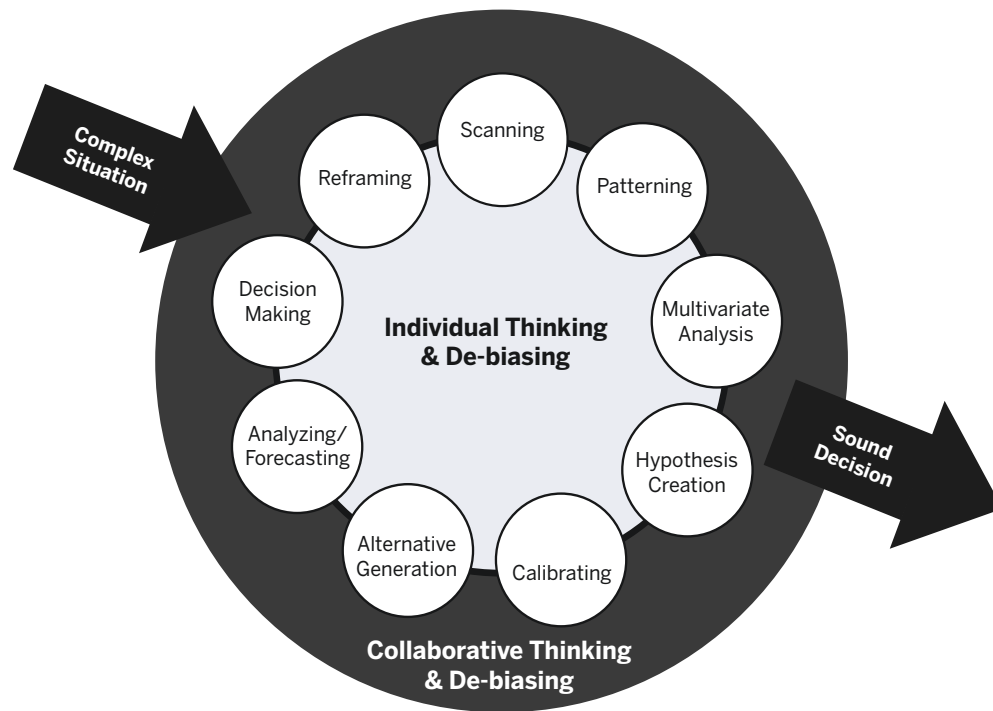 Complex
Situation
Scanning
Reframing
Patterning
Decision
Making
Multivariate
Analysis
Individual Thinking
& De-biasing
Analyzing/
Forecasting
Hypothesis
Creation
Sound
Decision
Alternative
Generation
Calibrating
Collaborative Thinking
& De-biasing